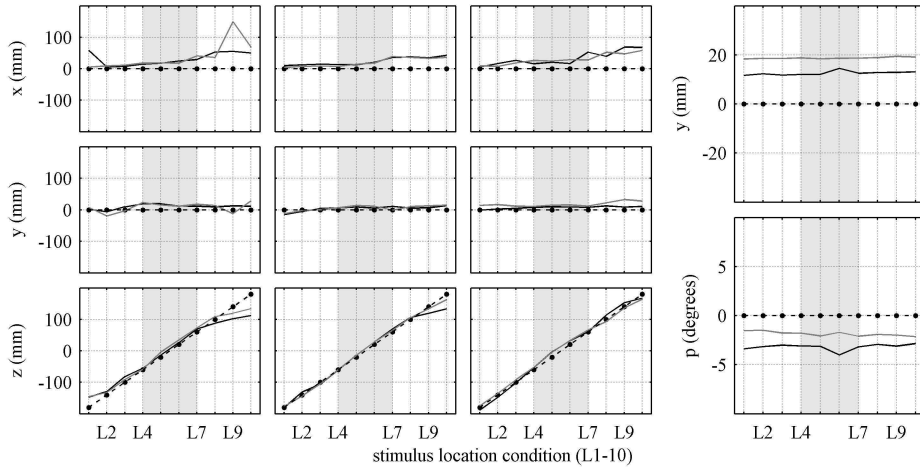 x (mm)
100
0
-100
y (mm)
100
0
-100
z (mm)
100
0
-100
L2
L4
L7
L9
L2
L4
L7
L9
L2
L4
L7
L9
stimulus location condition (L1-10)
y (mm)
20
0
20
p (degrees)
5
0
-5
L2
L4
L7
L9